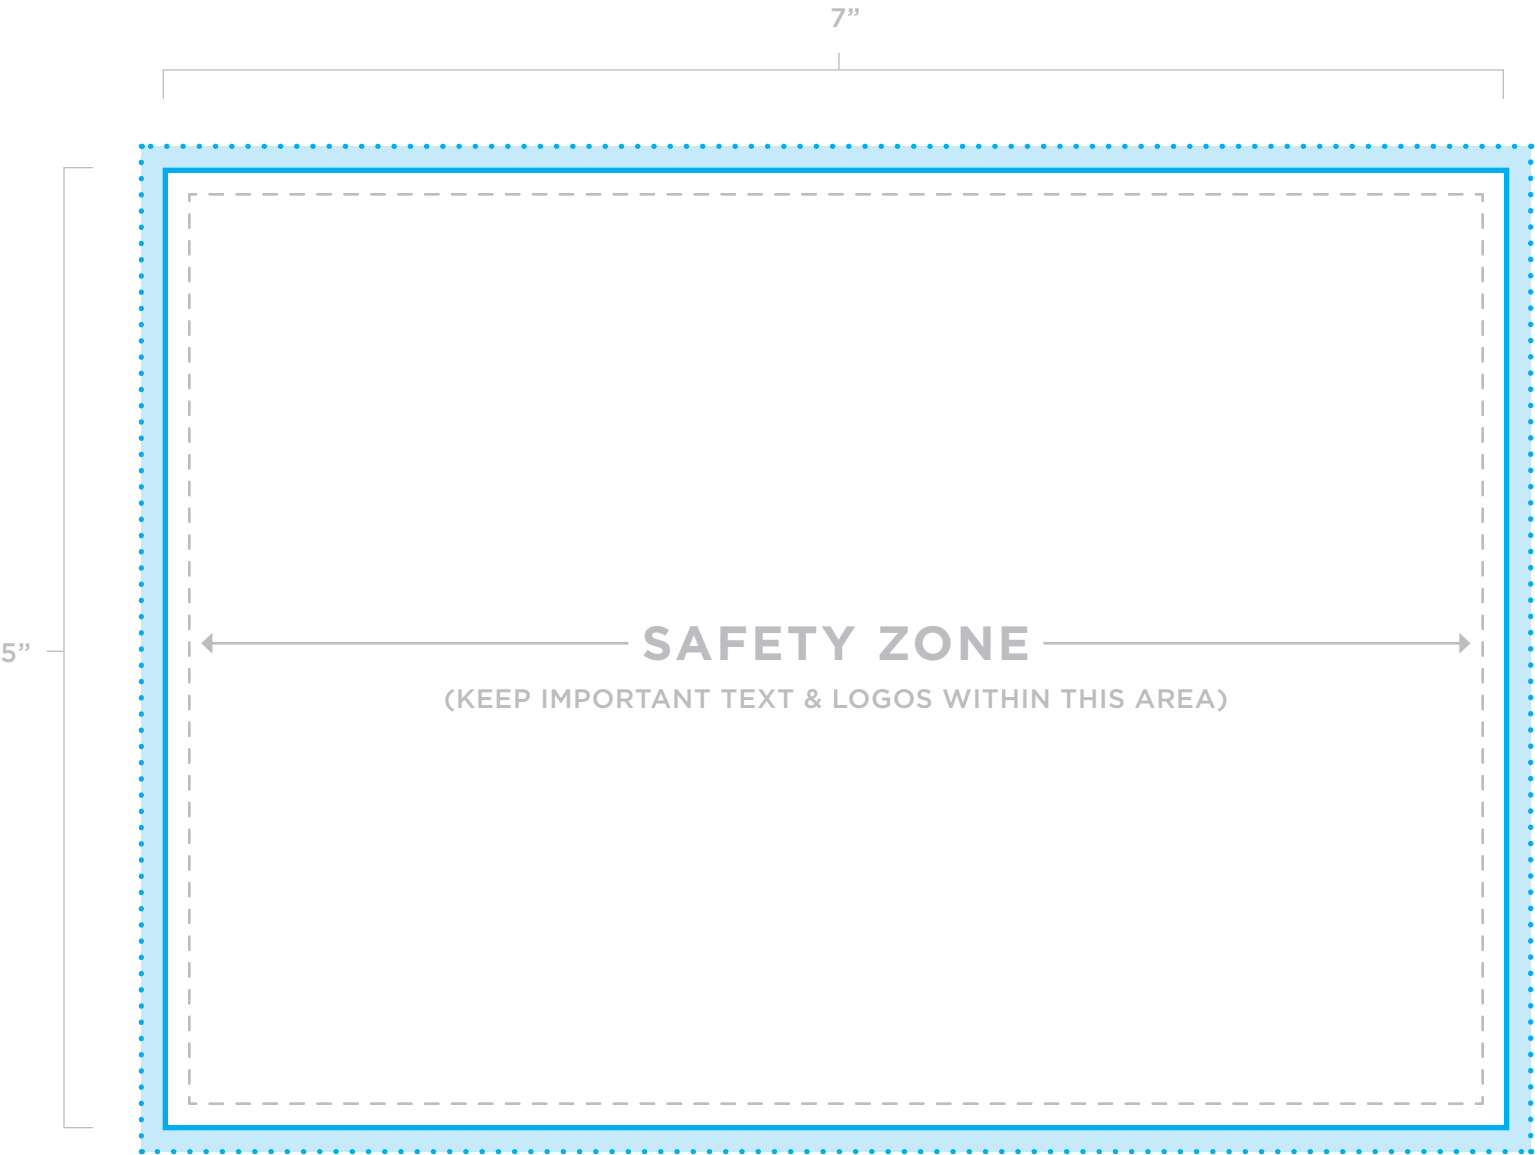 7”
5”
SAFETY ZONE
(KEEP IMPORTANT TEXT & LOGOS WITHIN THIS AREA)